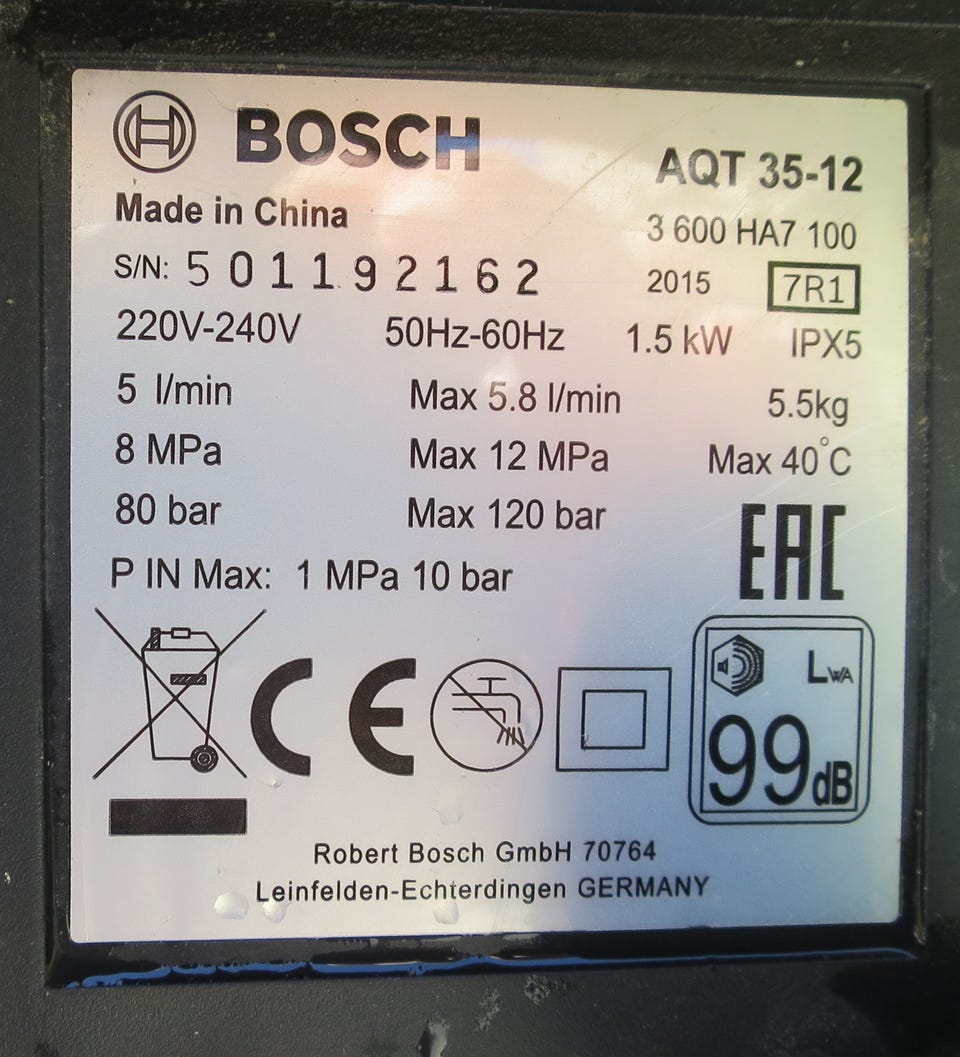 BOSCH
AQT 35-12
Made in China
3 600 HA7 100
S/N: 501192162
2015 7R1
220V-240V 50Hz-60Hz 1.5 kW IPX5
5 l/min Max 5.8 l/min 5.5kg
8 MPa Max 12 MPa Max 40°C
80 bar Max 120 bar
EAC
P IN Max: 1 MPa 10 bar
CE
LWA
99dB
Robert Bosch GmbH 70764
Leinfelden-Echterdingen GERMANY